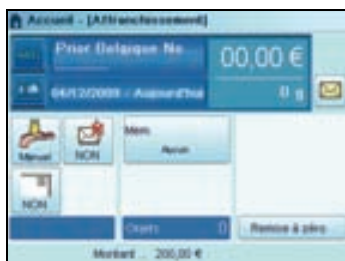 Accueil - [Affranchissement]
Prior Belgique No
00,00 €
04/12/2009 - Aujourd'hui
0 g
Mém.
Manuel
NON
Aucun
NON
Objets
0
Remise à zéro
Montant ... 200,00 €